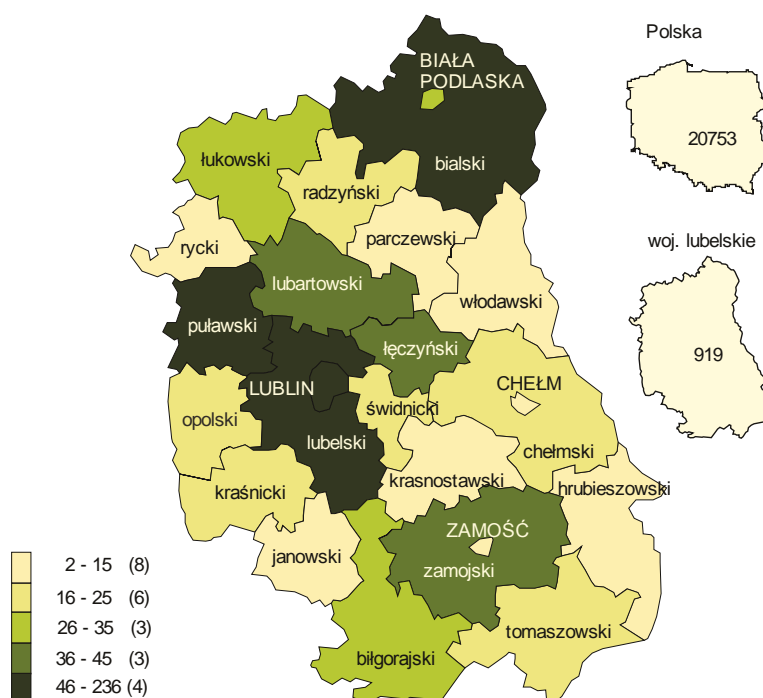 Polska
BIAŁA
PODLASKA
20753
bialski
łukowski
radzyński
parczewski
rycki
woj. lubelskie
lubartowski
włodawski
puławski
łęczyński
919
LUBLIN
CHEŁM
świdnicki
opolski
lubelski
chełmski
krasnostawski
hrubieszowski
kraśnicki
ZAMOŚĆ
janowski
zamojski
tomaszowski
biłgorajski
2 - 15 (8)
16 - 25 (6)
26 - 35 (3)
36 - 45 (3)
46 - 236 (4)